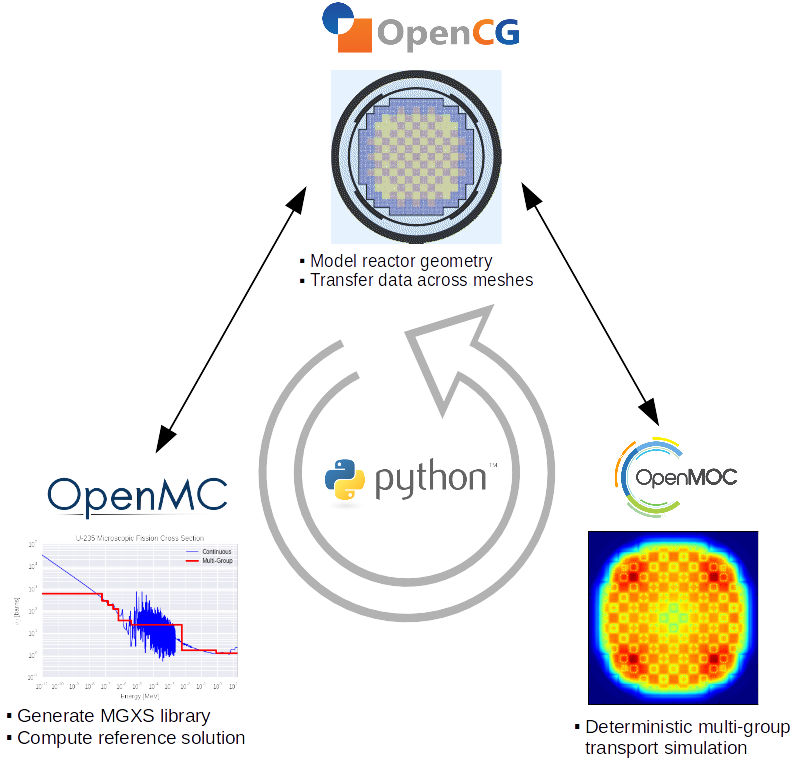 OpenCG
▪ Model reactor geometry
▪ Transfer data across meshes
OpenMC
python™
OpenMOC
U-235 Microscopic Fission Cross Section
Continuous
Multi-Group
Energy [MeV]
▪ Generate MGXS library
▪ Compute reference solution
▪ Deterministic multi-group
transport simulation